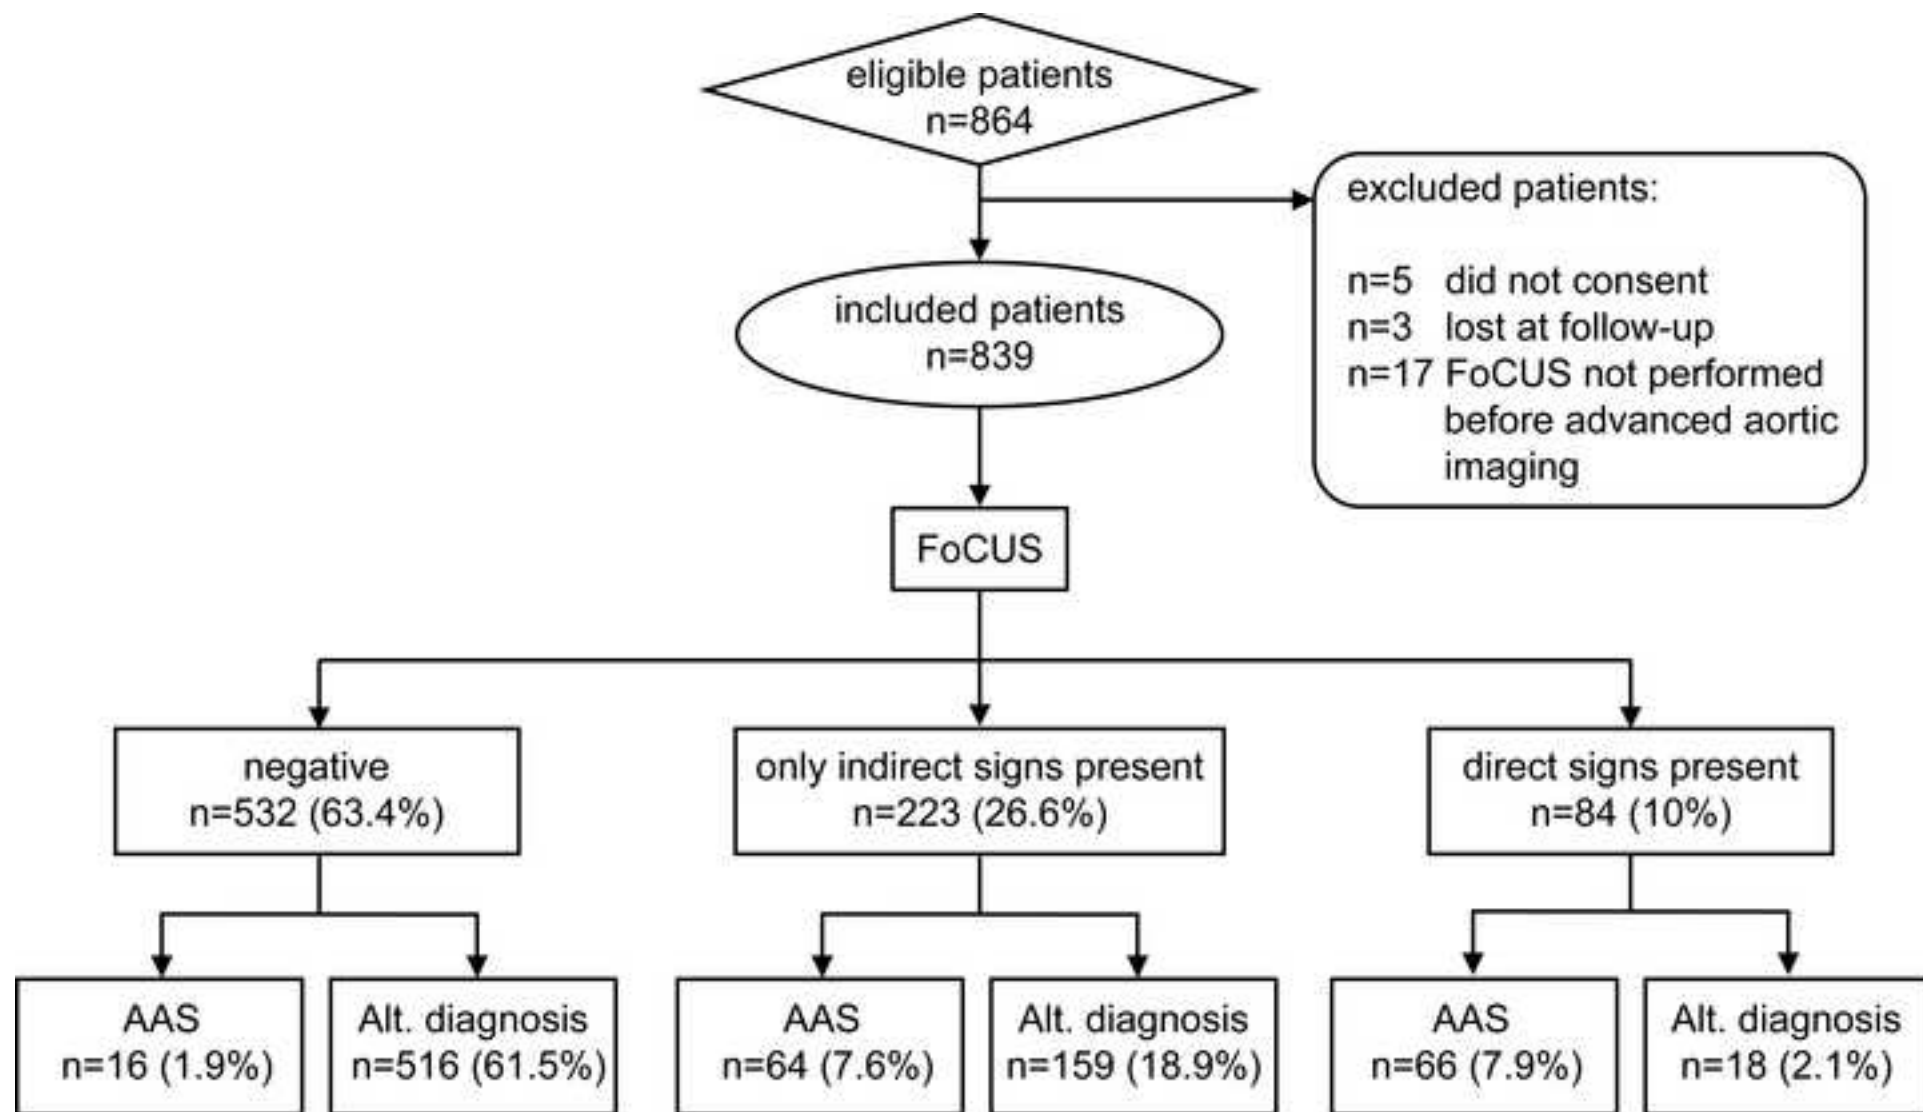 eligible patients
n=864
excluded patients:
n=5 did not consent
n=3 lost at follow-up
n=17 FoCUS not performed
before advanced aortic
imaging
included patients
n=839
FoCUS
negative
n=532 (63.4%)
only indirect signs present
n=223 (26.6%)
direct signs present
n=84 (10%)
AAS
n=16 (1.9%)
Alt. diagnosis
n=516 (61.5%)
AAS
n=64 (7.6%)
Alt. diagnosis
n=159 (18.9%)
AAS
n=66 (7.9%)
Alt. diagnosis
n=18 (2.1%)